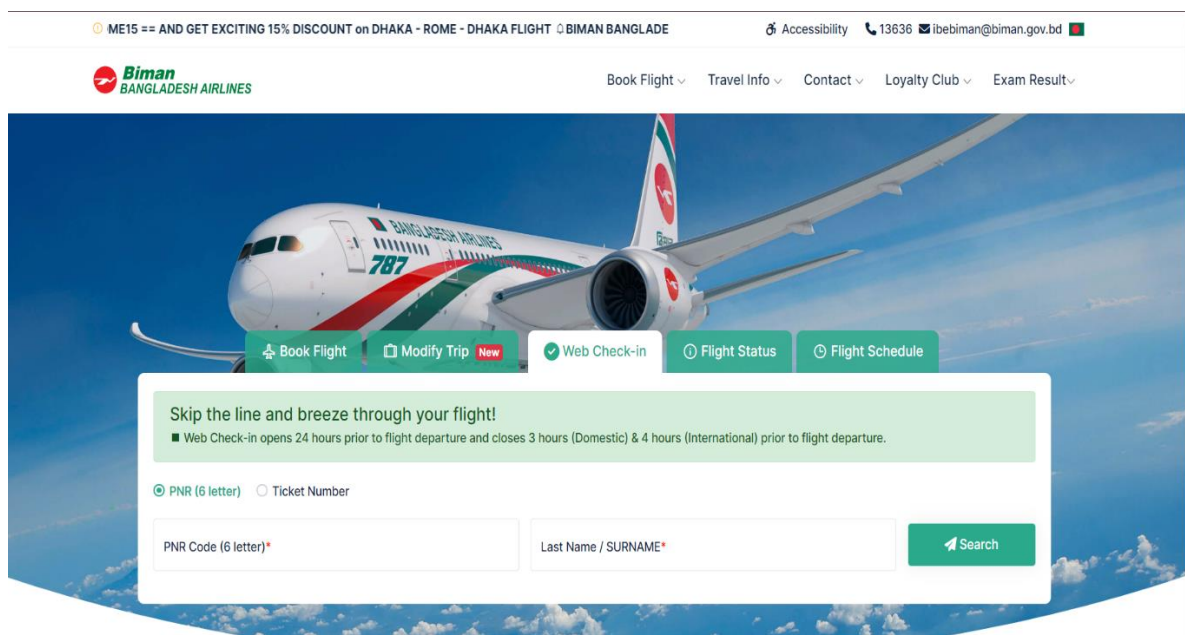 ME15 == AND GET EXCITING 15% DISCOUNT on DHAKA - ROME - DHAKA FLIGHT BIMAN BANGLADE
Accessibility 13636 ibebiman@biman.gov.bd
Biman
BANGLADESH AIRLINES
Book Flight Travel Info Contact Loyalty Club Exam Result
BANGLADESH AIRLINES
787
Book Flight Modify Trip New Web Check-in Flight Status Flight Schedule
Skip the line and breeze through your flight!
■ Web Check-in opens 24 hours prior to flight departure and closes 3 hours (Domestic) & 4 hours (International) prior to flight departure.
PNR (6 letter) Ticket Number
PNR Code (6 letter)* Last Name / SURNAME* Search